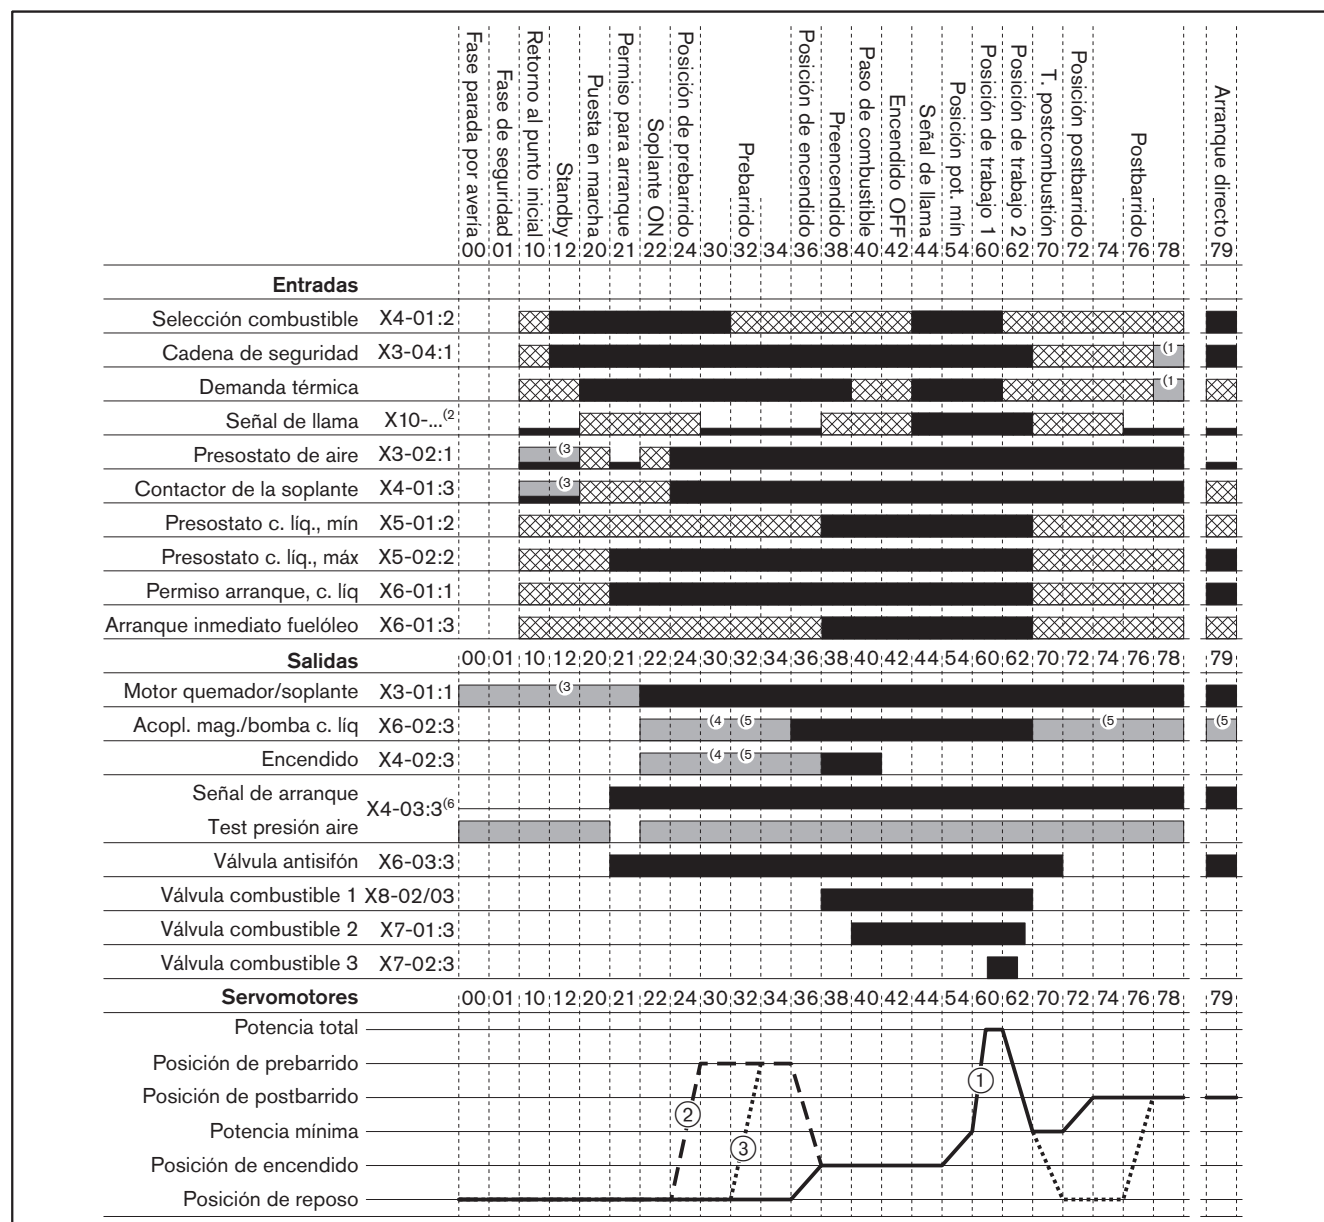 Fase parada por avería
Fase de seguridad
Retorno al punto inicial
Standby
Puesta en marcha
Permiso para arranque
Soplante ON
Posición de prebarrido
Prebarrido
Posición de encendido
Preencendido
Paso de combustible
Encendido OFF
Señal de llama
Posición pot. mín
Posición de trabajo 1
Posición de trabajo 2
T. postcombustión
Posición postbarrido
Postbarrido
Arranque directo
00 01 10 12 20 21 22 24 30 32 34 36 38 40 42 44 54 60 62 70 72 74 76 78 79
Entradas
Selección combustible X4-01:2
Cadena de seguridad X3-04:1 (1
Demanda térmica (1
Señal de llama X10-...(2
Presostato de aire X3-02:1 (3
Contactor de la soplante X4-01:3 (3
Presostato c. líq., mín X5-01:2
Presostato c. líq., máx X5-02:2
Permiso arranque, c. líq X6-01:1
Arranque inmediato fuelóleo X6-01:3
Salidas 00 01 10 12 20 21 22 24 30 32 34 36 38 40 42 44 54 60 62 70 72 74 76 78 79
Motor quemador/soplante X3-01:1 (3
Acopl. mag./bomba c. líq X6-02:3 (4 (5 (5 (5
Encendido X4-02:3 (4 (5
Señal de arranque
X4-03:3(6
Test presión aire
Válvula antisifón X6-03:3
Válvula combustible 1 X8-02/03
Válvula combustible 2 X7-01:3
Válvula combustible 3 X7-02:3
Servomotores 00 01 10 12 20 21 22 24 30 32 34 36 38 40 42 44 54 60 62 70 72 74 76 78 79
Potencia total
Posición de prebarrido
1
Posición de postbarrido
2
Potencia mínima
3
Posición de encendido
Posición de reposo